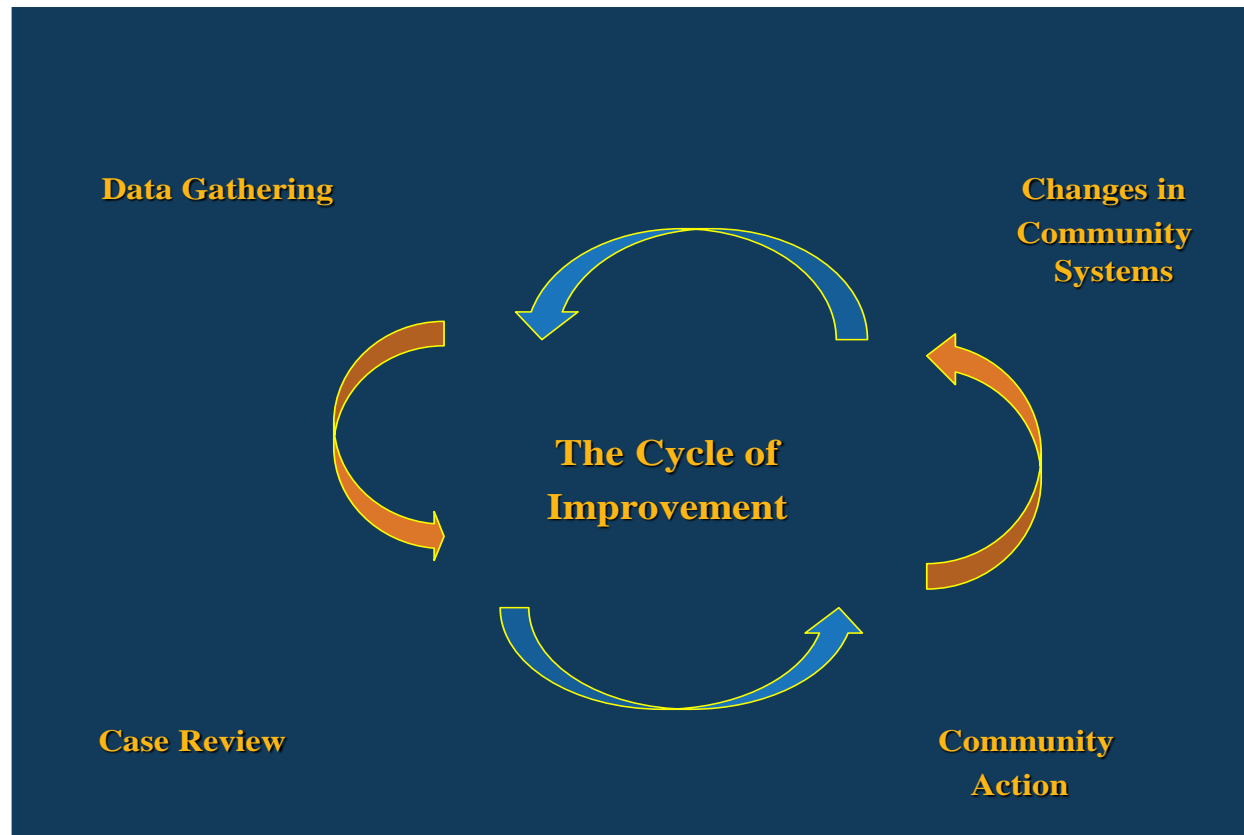 Data Gathering
Changes in
Community
Systems
The Cycle of
Improvement
Case Review
Community
Action